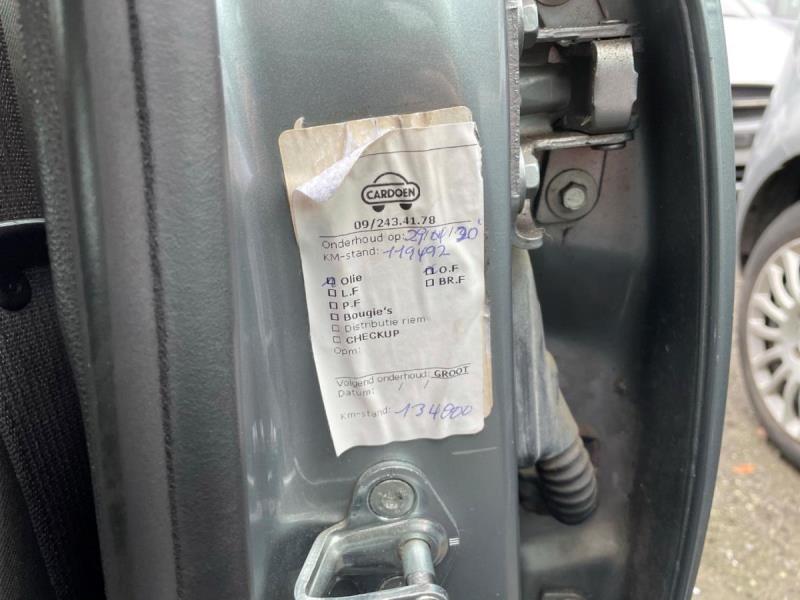 CARDOEN
09/243.41.78
Onderhoud op: 29/04/20
KM-stand: 119492
Olie
O.F
L.F
BR.F
P.F
Bougie's
Distributie riem
CHECKUP
Opm:
Volgend onderhoud: GROOT
Datum: / /
Km-stand: 134000